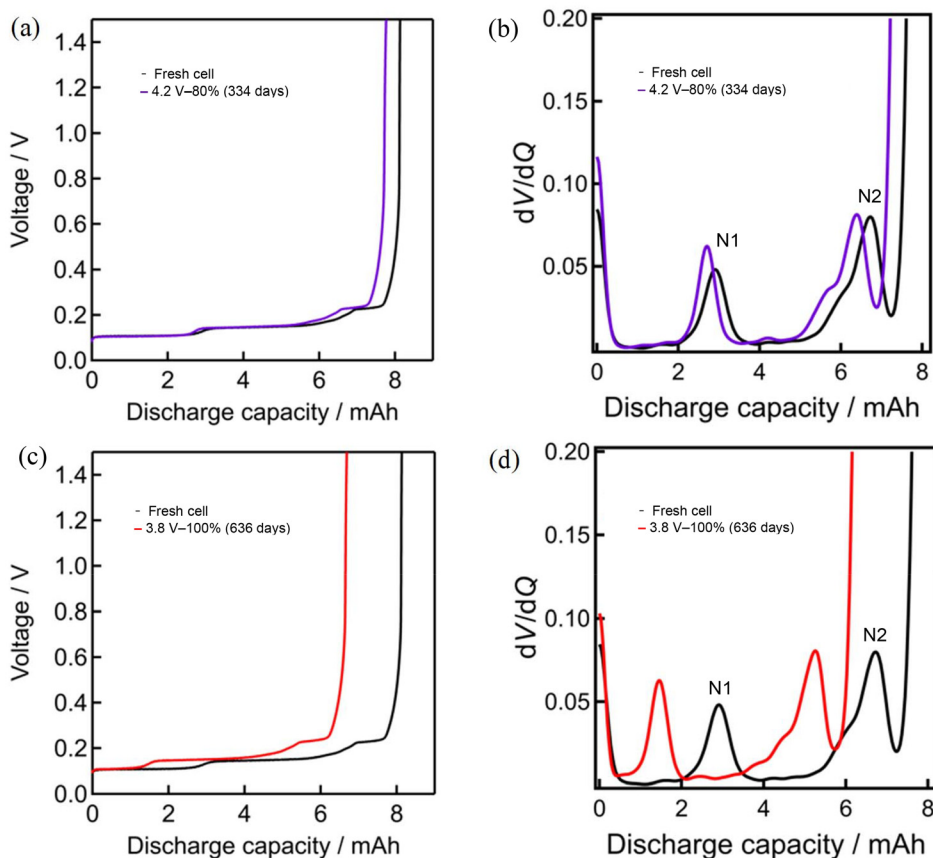 (a)
1.4
1.2
1.0
0.8
0.6
0.4
0.2
0.0
Voltage / V
- Fresh cell
4.2 V–80% (334 days)
0 2 4 6 8
Discharge capacity / mAh
(b)
0.20
0.15
0.10
0.05
dV/dQ
- Fresh cell
4.2 V–80% (334 days)
N1
N2
0 2 4 6 8
Discharge capacity / mAh
(c)
1.4
1.2
1.0
0.8
0.6
0.4
0.2
0.0
Voltage / V
- Fresh cell
3.8 V–100% (636 days)
0 2 4 6 8
Discharge capacity / mAh
(d)
0.20
0.15
0.10
0.05
dV/dQ
- Fresh cell
3.8 V–100% (636 days)
N1
N2
0 2 4 6 8
Discharge capacity / mAh